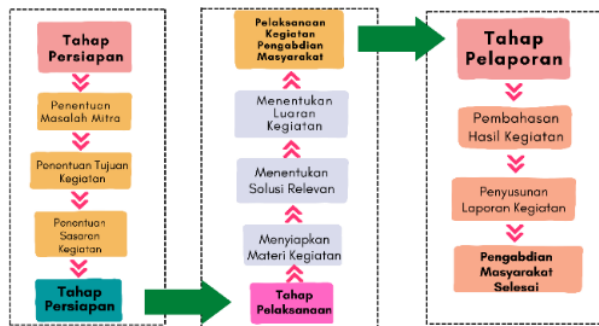 Tahap
Persiapan
Penentuan
Masalah Mitra
Penentuan Tujuan
Kegiatan
Penentuan
Sasaran
Kegiatan
Tahap
Persiapan
Pelaksanaan
Kegiatan
Pengabdian
Masyarakat
Menentukan
Luaran
Kegiatan
Menentukan
Solusi Relevan
Menyiapkan
Materi Kegiatan
Tahap
Pelaksanaan
Tahap
Pelaporan
Pembahasan
Hasil Kegiatan
Penyusunan
Laporan Kegiatan
Pengabdian
Masyarakat
Selesai